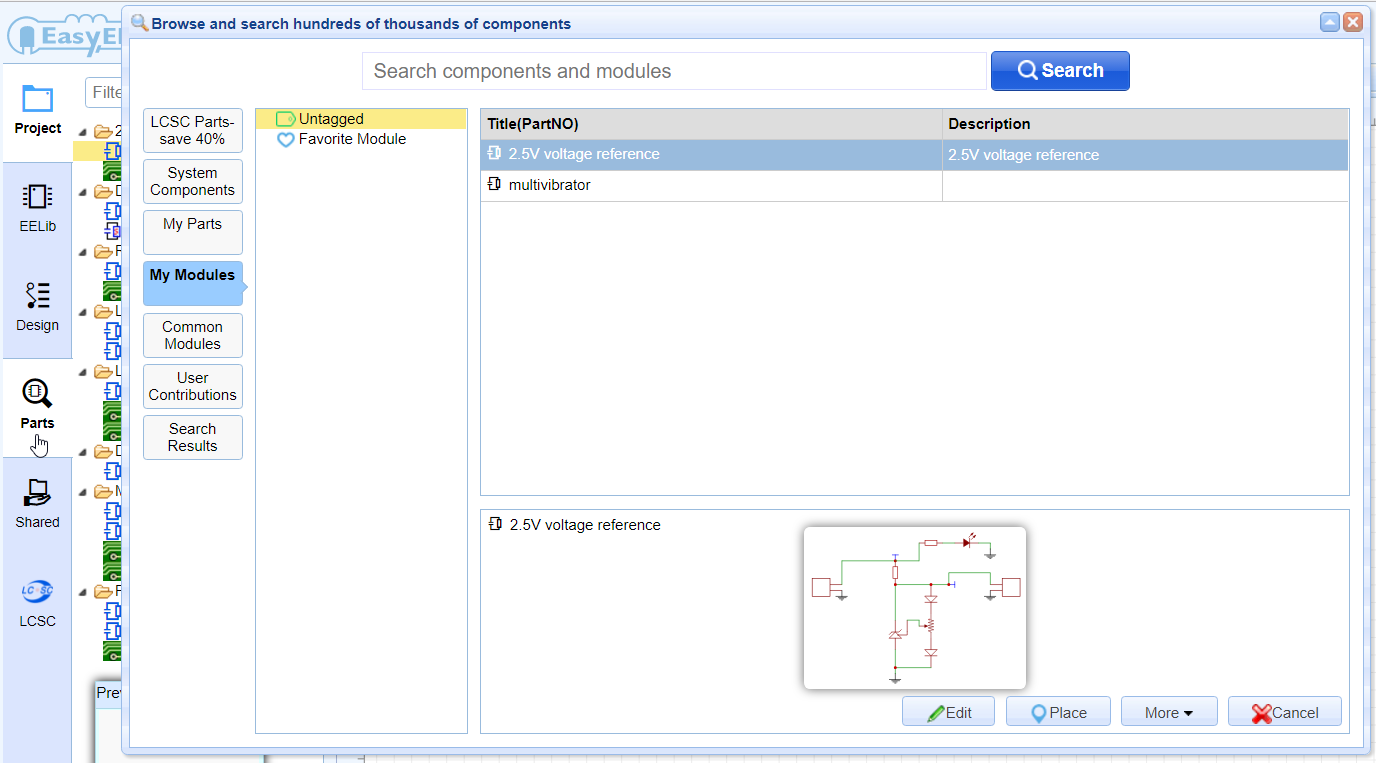 Browse and search hundreds of thousands of components
EasyE
Search components and modules
Search
Project
Filte
EELib
Design
Parts
Shared
LCSC
LCSC
LCSC Parts-
save 40%
System
Components
My Parts
My Modules
Common
Modules
User
Contributions
Search
Results
Untagged
Favorite Module
Title(PartNO)
Description
2.5V voltage reference
2.5V voltage reference
multivibrator
2.5V voltage reference
Edit
Place
More
Cancel
Prev